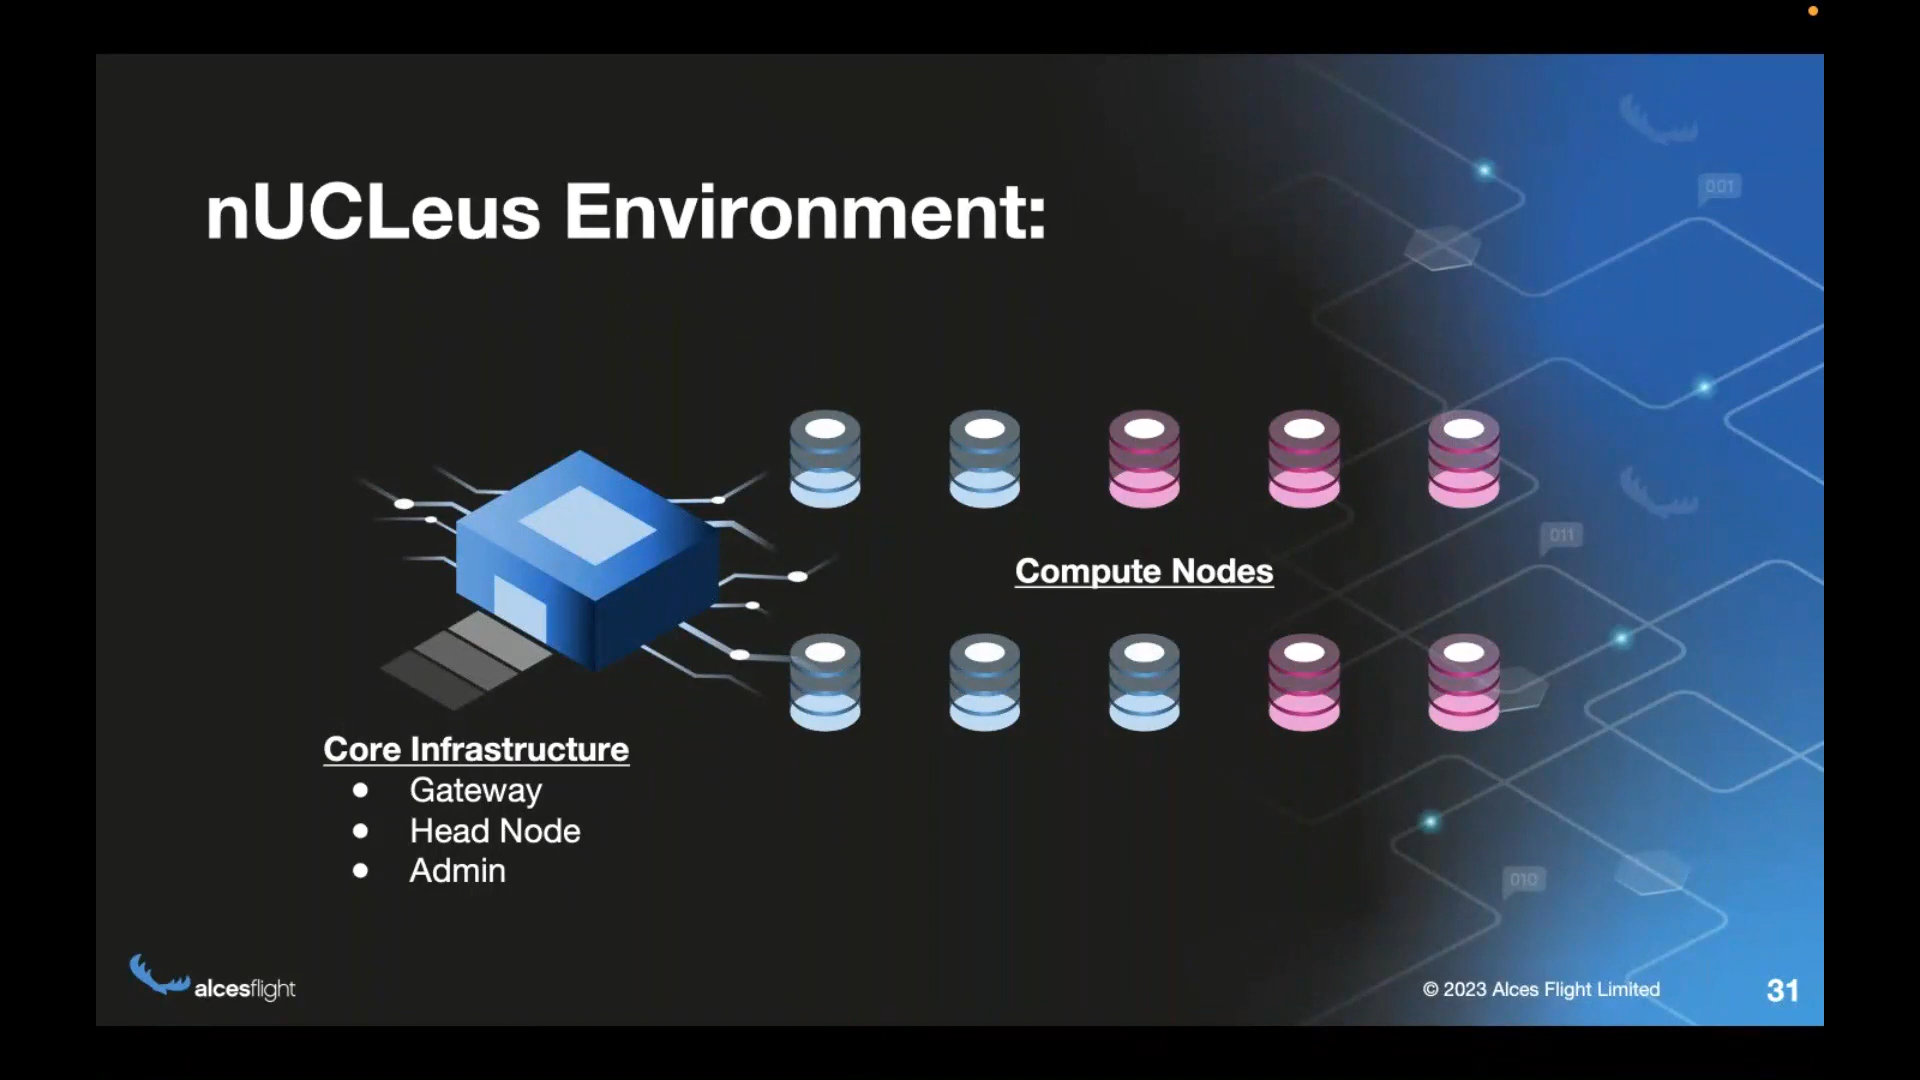 nUCLeus Environment:
001
011
Compute Nodes
Core Infrastructure
● Gateway
● Head Node
● Admin
010
alcesflight
© 2023 Alces Flight Limited
31